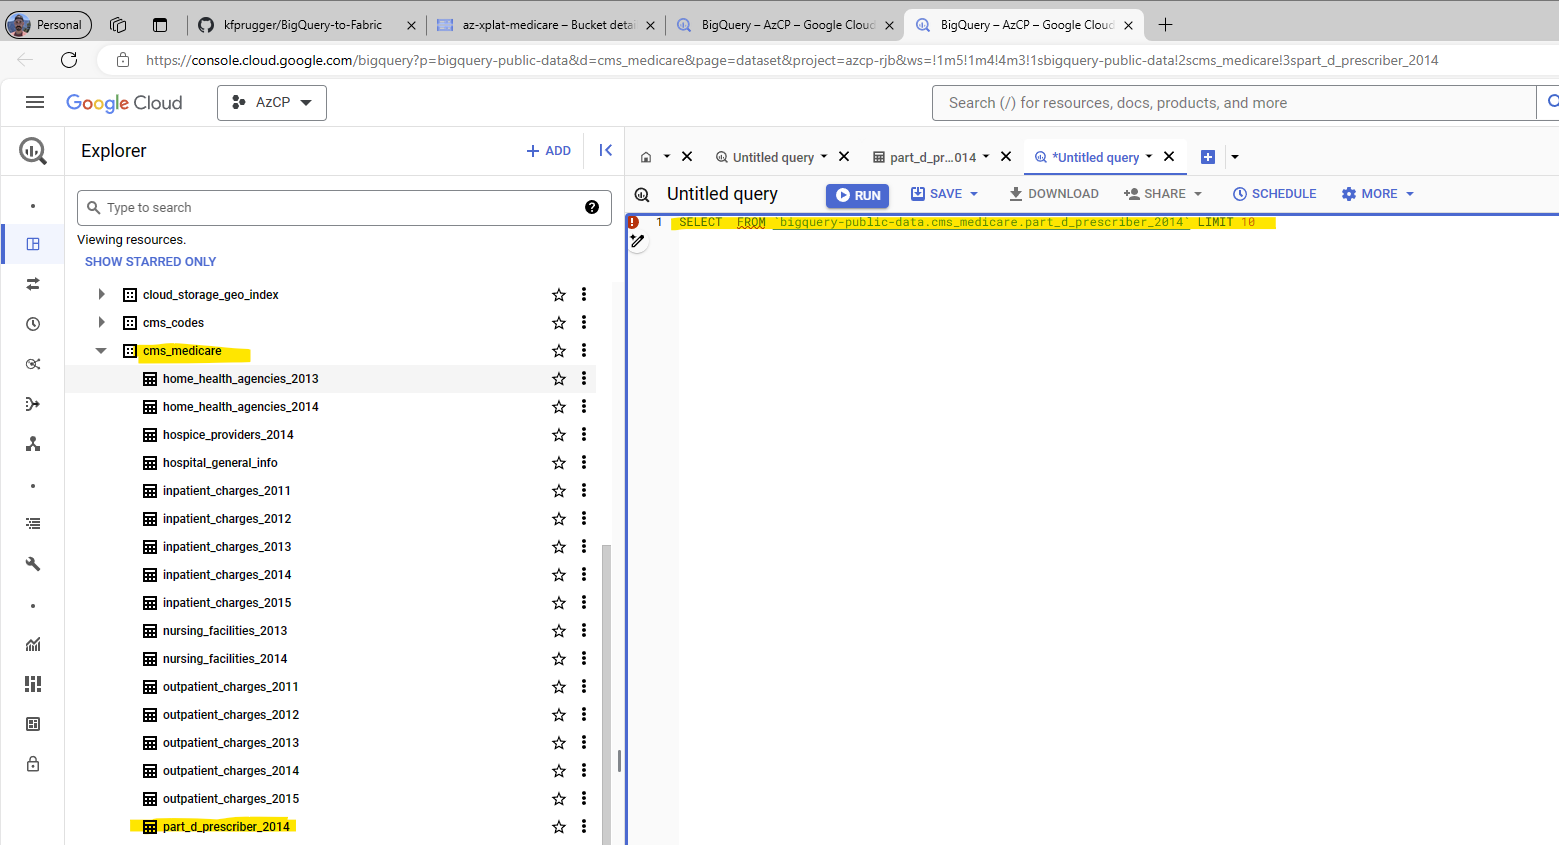 Personal
kfprugger/BigQuery-to-Fabric
az-xplat-medicare – Bucket detai
BigQuery – AzCP – Google Cloud
BigQuery – AzCP – Google Cloud
https://console.cloud.google.com/bigquery?p=bigquery-public-data&d=cms_medicare&page=dataset&project=azcp-rjb&ws=!1m5!1m4!4m3!1sbigquery-public-data!2scms_medicare!3spart_d_prescriber_2014
Google Cloud
AzCP
Search (/) for resources, docs, products, and more
Explorer
+ ADD
Untitled query
part_d_pr...014
*Untitled query
Type to search
Untitled query
RUN
SAVE
DOWNLOAD
SHARE
SCHEDULE
MORE
Viewing resources.
SHOW STARRED ONLY
1 SELECT  FROM `bigquery-public-data.cms_medicare.part_d_prescriber_2014` LIMIT 10
cloud_storage_geo_index
cms_codes
cms_medicare
home_health_agencies_2013
home_health_agencies_2014
hospice_providers_2014
hospital_general_info
inpatient_charges_2011
inpatient_charges_2012
inpatient_charges_2013
inpatient_charges_2014
inpatient_charges_2015
nursing_facilities_2013
nursing_facilities_2014
outpatient_charges_2011
outpatient_charges_2012
outpatient_charges_2013
outpatient_charges_2014
outpatient_charges_2015
part_d_prescriber_2014